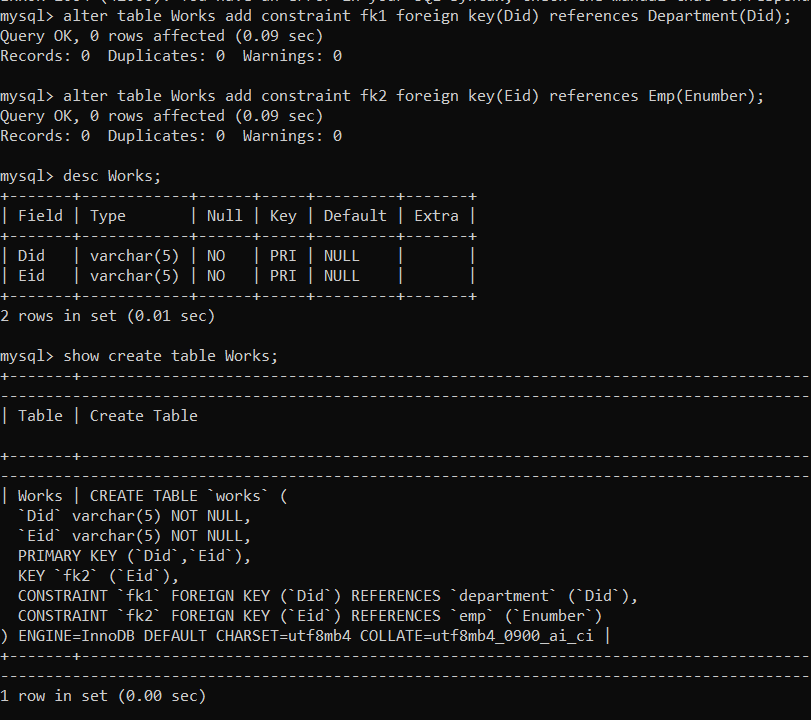 mysql> alter table Works add constraint fk1 foreign key(Did) references Department(Did);
Query OK, 0 rows affected (0.09 sec)
Records: 0  Duplicates: 0  Warnings: 0

mysql> alter table Works add constraint fk2 foreign key(Eid) references Emp(Enumber);
Query OK, 0 rows affected (0.09 sec)
Records: 0  Duplicates: 0  Warnings: 0

mysql> desc Works;
+-------+------------+------+-----+---------+-------+
| Field | Type       | Null | Key | Default | Extra |
+-------+------------+------+-----+---------+-------+
| Did   | varchar(5) | NO   | PRI | NULL    |       |
| Eid   | varchar(5) | NO   | PRI | NULL    |       |
+-------+------------+------+-----+---------+-------+
2 rows in set (0.01 sec)

mysql> show create table Works;
+-------+---------------------------------------------------------------------------------
------------------------------------------------------------------------------------------
| Table | Create Table

+-------+---------------------------------------------------------------------------------
------------------------------------------------------------------------------------------
| Works | CREATE TABLE `works` (
  `Did` varchar(5) NOT NULL,
  `Eid` varchar(5) NOT NULL,
  PRIMARY KEY (`Did`,`Eid`),
  KEY `fk2` (`Eid`),
  CONSTRAINT `fk1` FOREIGN KEY (`Did`) REFERENCES `department` (`Did`),
  CONSTRAINT `fk2` FOREIGN KEY (`Eid`) REFERENCES `emp` (`Enumber`)
) ENGINE=InnoDB DEFAULT CHARSET=utf8mb4 COLLATE=utf8mb4_0900_ai_ci |
+-------+---------------------------------------------------------------------------------
------------------------------------------------------------------------------------------
1 row in set (0.00 sec)